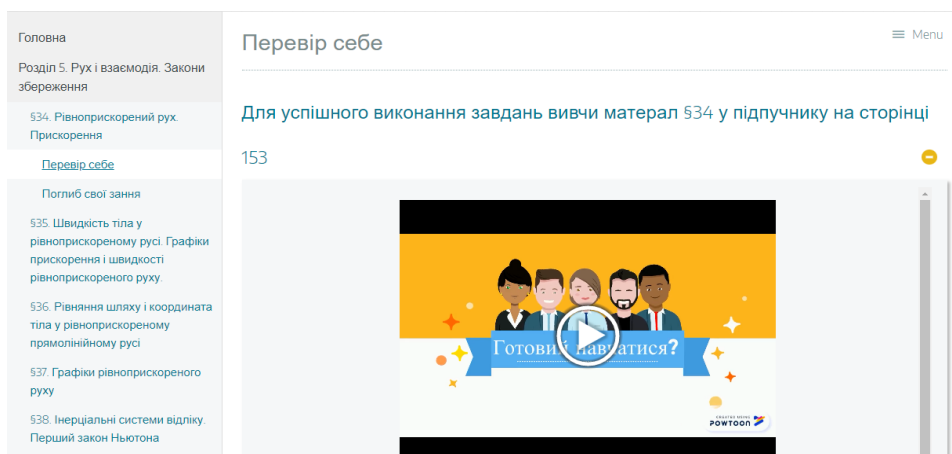 Головна
Розділ 5. Рух і взаємодія. Закони
збереження
§34. Рівноприскорений рух.
Прискорення
Перевір себе
Поглиб свої зання
§35. Швидкість тіла у
рівноприскореному русі. Графіки
прискорення і швидкості
рівноприскореного руху.
§36. Рівняння шляху і координата
тіла у рівноприскореному
прямолінійному русі
§37. Графіки рівноприскореного
руху
§38. Інерціальні системи відліку.
Перший закон Ньютона
Перевір себе
Menu
Для успішного виконання завдань вивчи матерал §34 у підпучнику на сторінці
153
Готовий навчатися?
CREATED USING
POWTOON